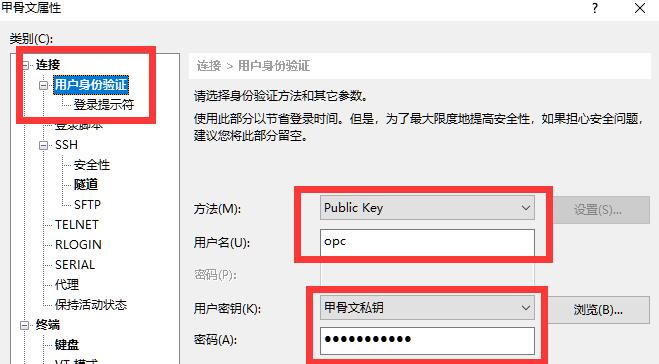 甲骨文属性
?
类别(C):
连接
用户身份验证
登录提示符
登录脚本
SSH
安全性
隧道
SFTP
TELNET
RLOGIN
SERIAL
代理
保持活动状态
终端
键盘
VT 模式
连接 > 用户身份验证
请选择身份验证方法和其它参数。
使用此部分以节省登录时间。但是，为了最大限度地提高安全性，如果担心安全问题，
建议您将此部分留空。
方法(M):
Public Key
设置(S)...
用户名(U):
opc
密码(P):
用户密钥(K):
甲骨文私钥
浏览(B)...
密码(A):
●●●●●●●●●●●